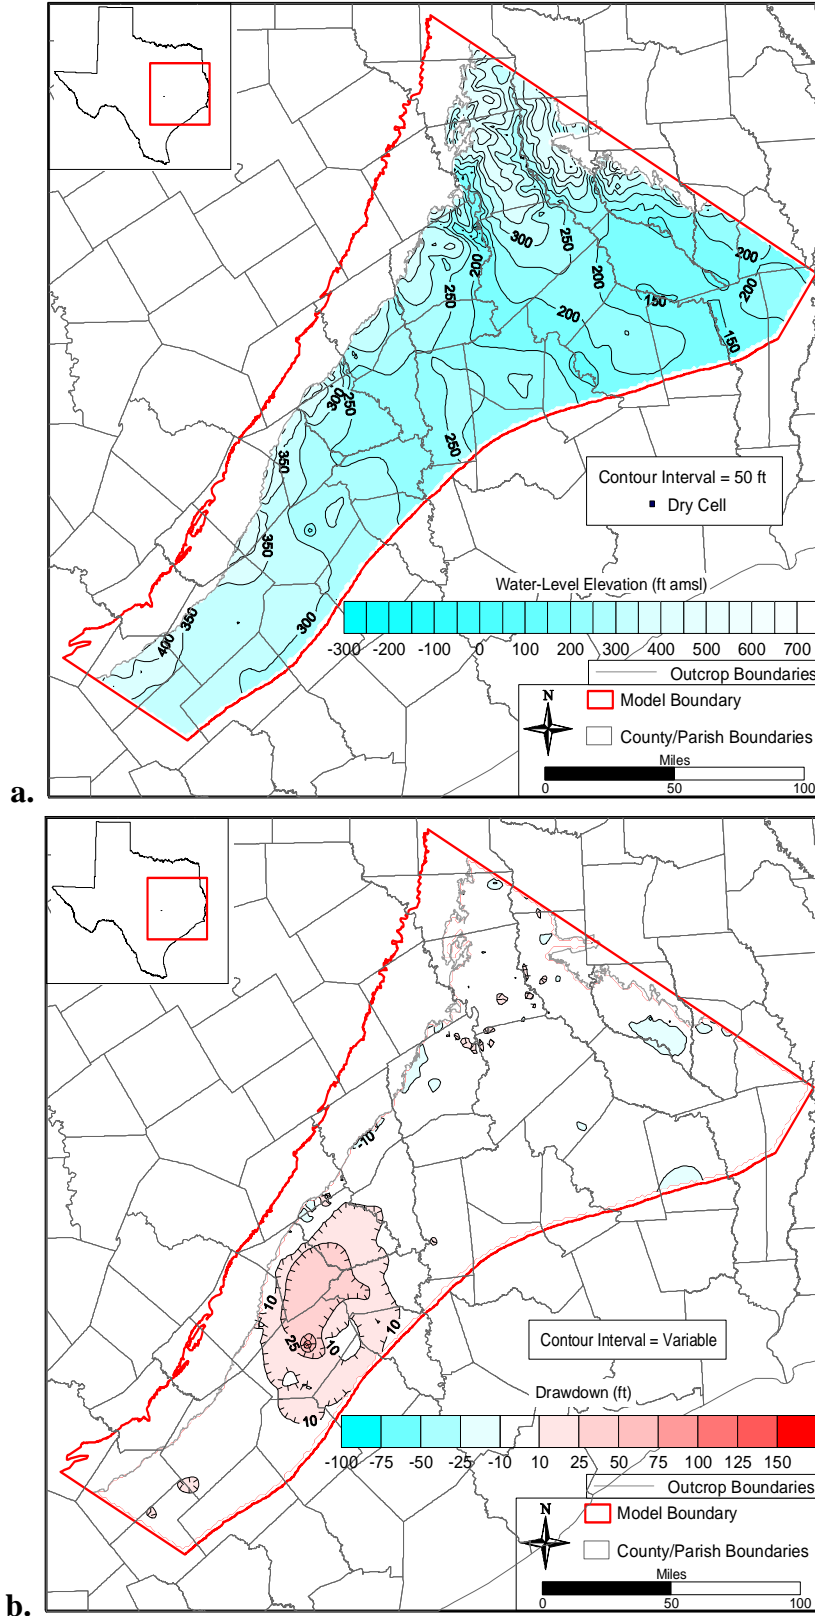 300
250
200
200
250
200
200
150
150
200
250
300
350
250
350
350
400
300
Contour Interval = 50 ft
Dry Cell
Water-Level Elevation (ft amsl)
-300 -200 -100 0 100 200 300 400 500 600 700
Outcrop Boundaries
N
Model Boundary
County/Parish Boundaries
Miles
0 50 100
a.
-10
10
25
10
10
10
Contour Interval = Variable
Drawdown (ft)
-100 -75 -50 -25 -10 10 25 50 75 100 125 150
Outcrop Boundaries
N
Model Boundary
County/Parish Boundaries
Miles
0 50 100
b.